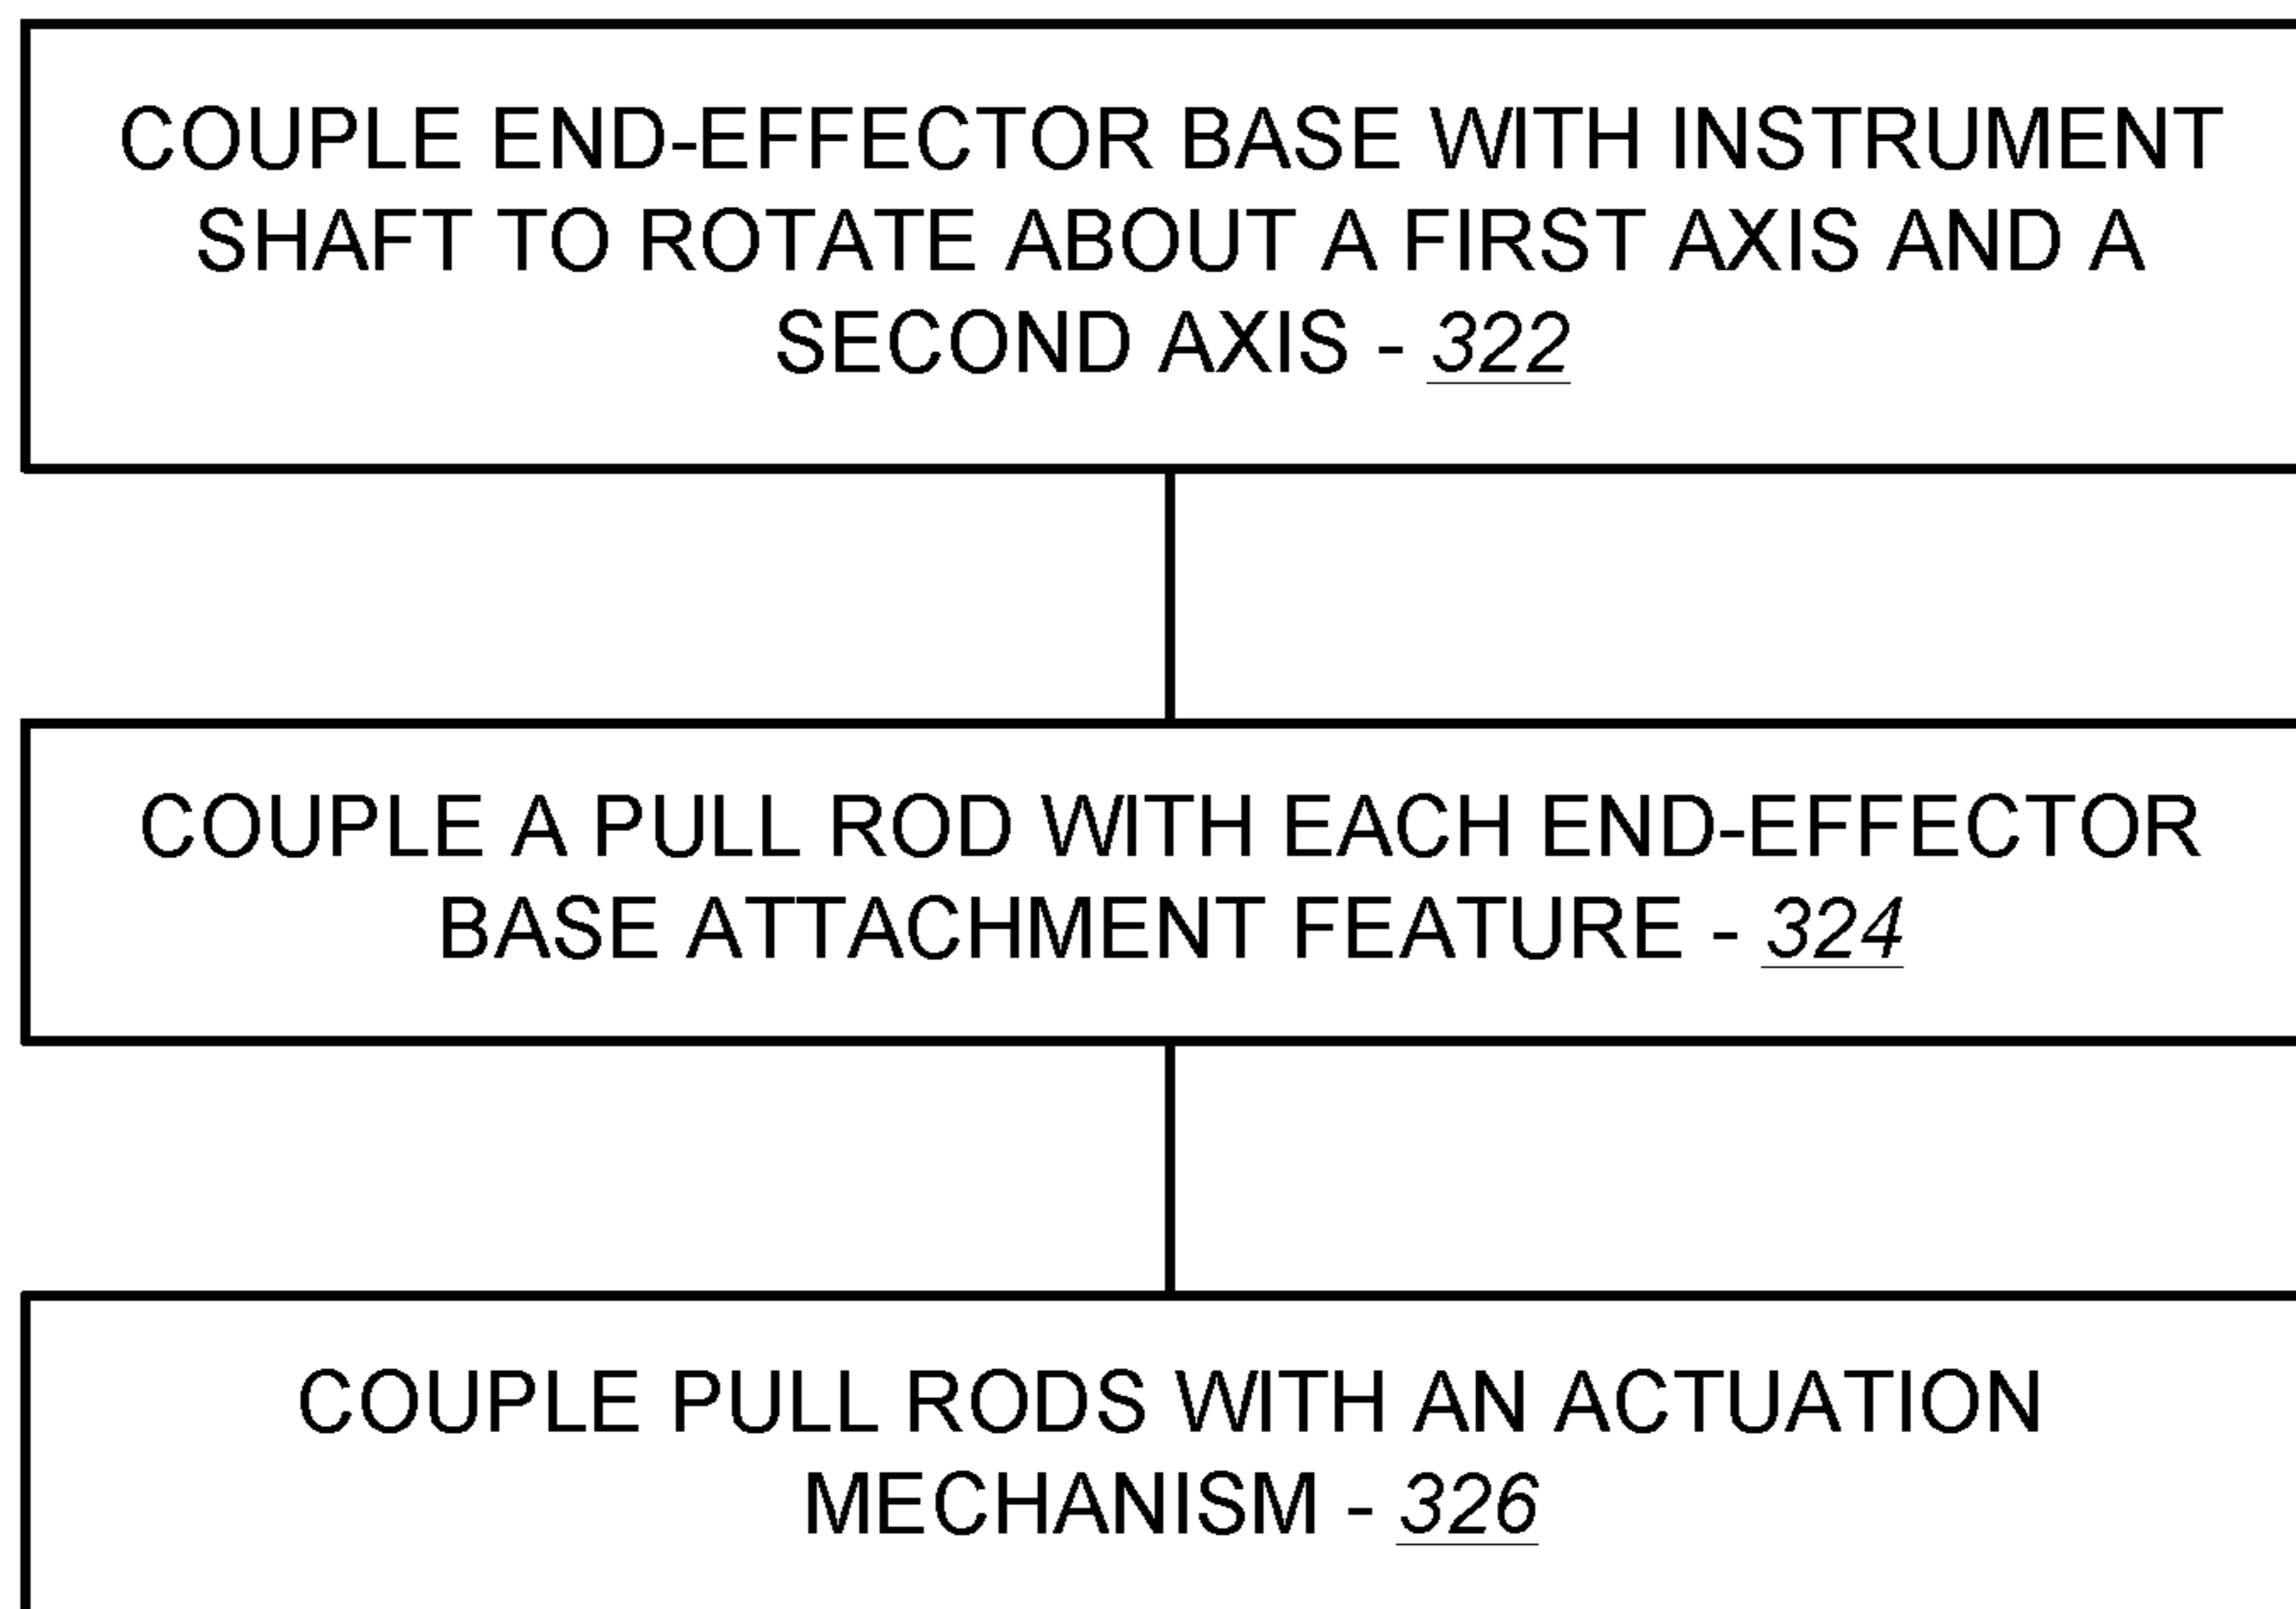 COUPLE END-EFFECTOR BASE WITH INSTRUMENT
SHAFT TO ROTATE ABOUT A FIRST AXIS AND A
SECOND AXIS - 322
COUPLE A PULL ROD WITH EACH END-EFFECTOR
BASE ATTACHMENT FEATURE - 324
COUPLE PULL RODS WITH AN ACTUATION
MECHANISM - 326